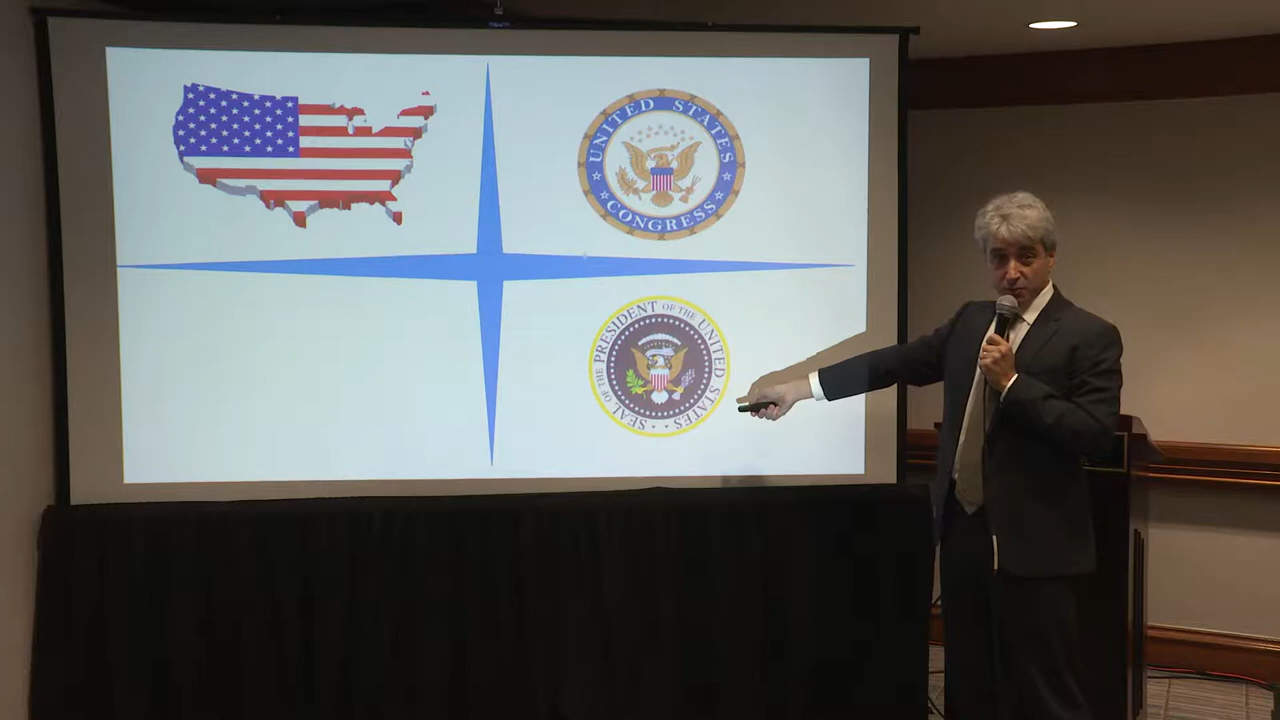 UNITED STATES
CONGRESS
SEAL OF THE PRESIDENT OF THE UNITED STATES